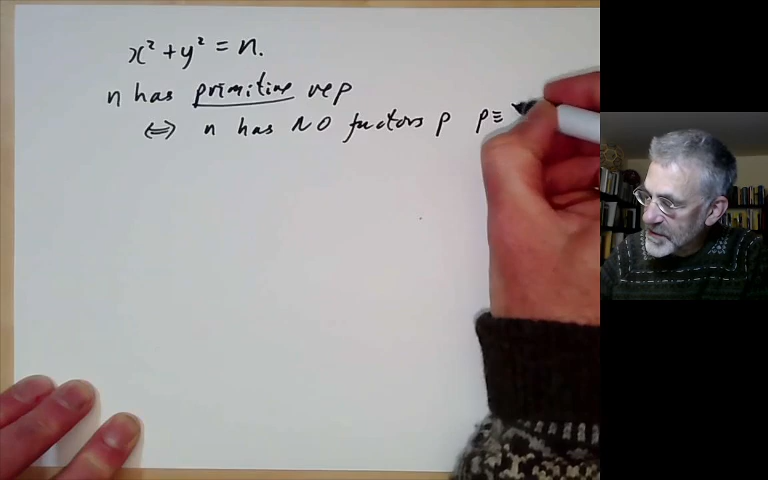 x² + y² = n.
n has primitive rep
⇔ n has NO factors p p≡